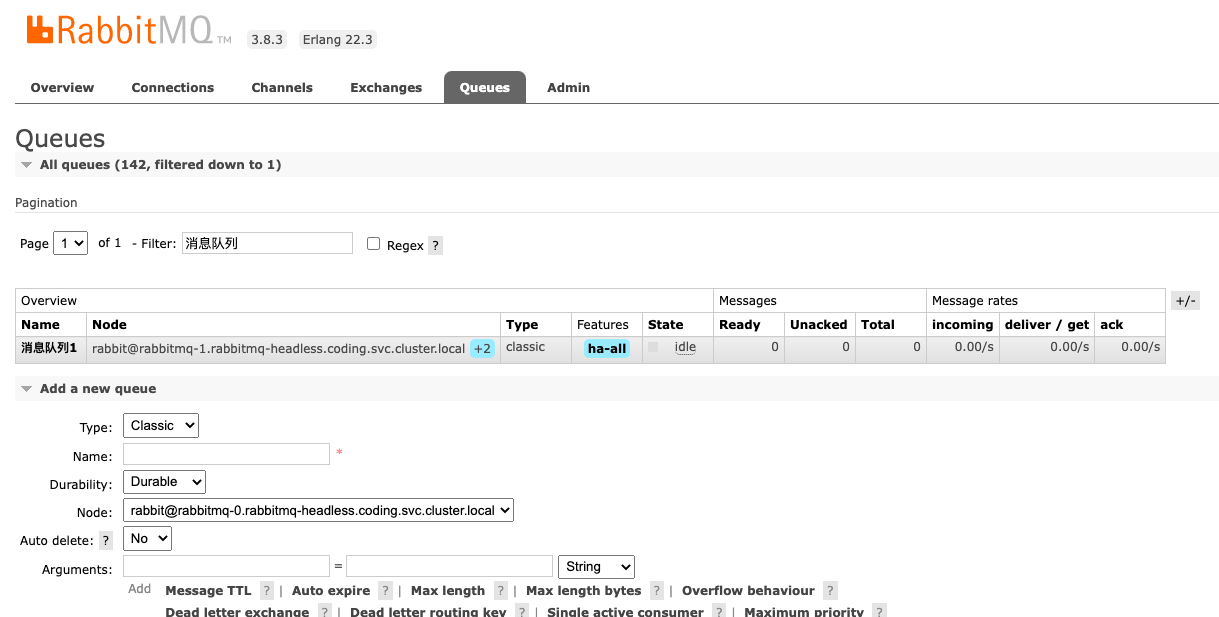 RabbitMQ TM 3.8.3 Erlang 22.3
Overview Connections Channels Exchanges Queues Admin
Queues
All queues (142, filtered down to 1)
Pagination
Page 1 of 1 - Filter: 消息队列 Regex ?
Overview Messages Message rates +/-
Name Node Type Features State Ready Unacked Total incoming deliver / get ack
消息队列1 rabbit@rabbitmq-1.rabbitmq-headless.coding.svc.cluster.local +2 classic ha-all idle 0 0 0 0.00/s 0.00/s 0.00/s
Add a new queue
Type: Classic
Name: *
Durability: Durable
Node: rabbit@rabbitmq-0.rabbitmq-headless.coding.svc.cluster.local
Auto delete: ? No
Arguments: = String
Add Message TTL ? | Auto expire ? | Max length ? | Max length bytes ? | Overflow behaviour ?
Dead letter exchange ? | Dead letter routing key ? | Single active consumer ? | Maximum priority ?